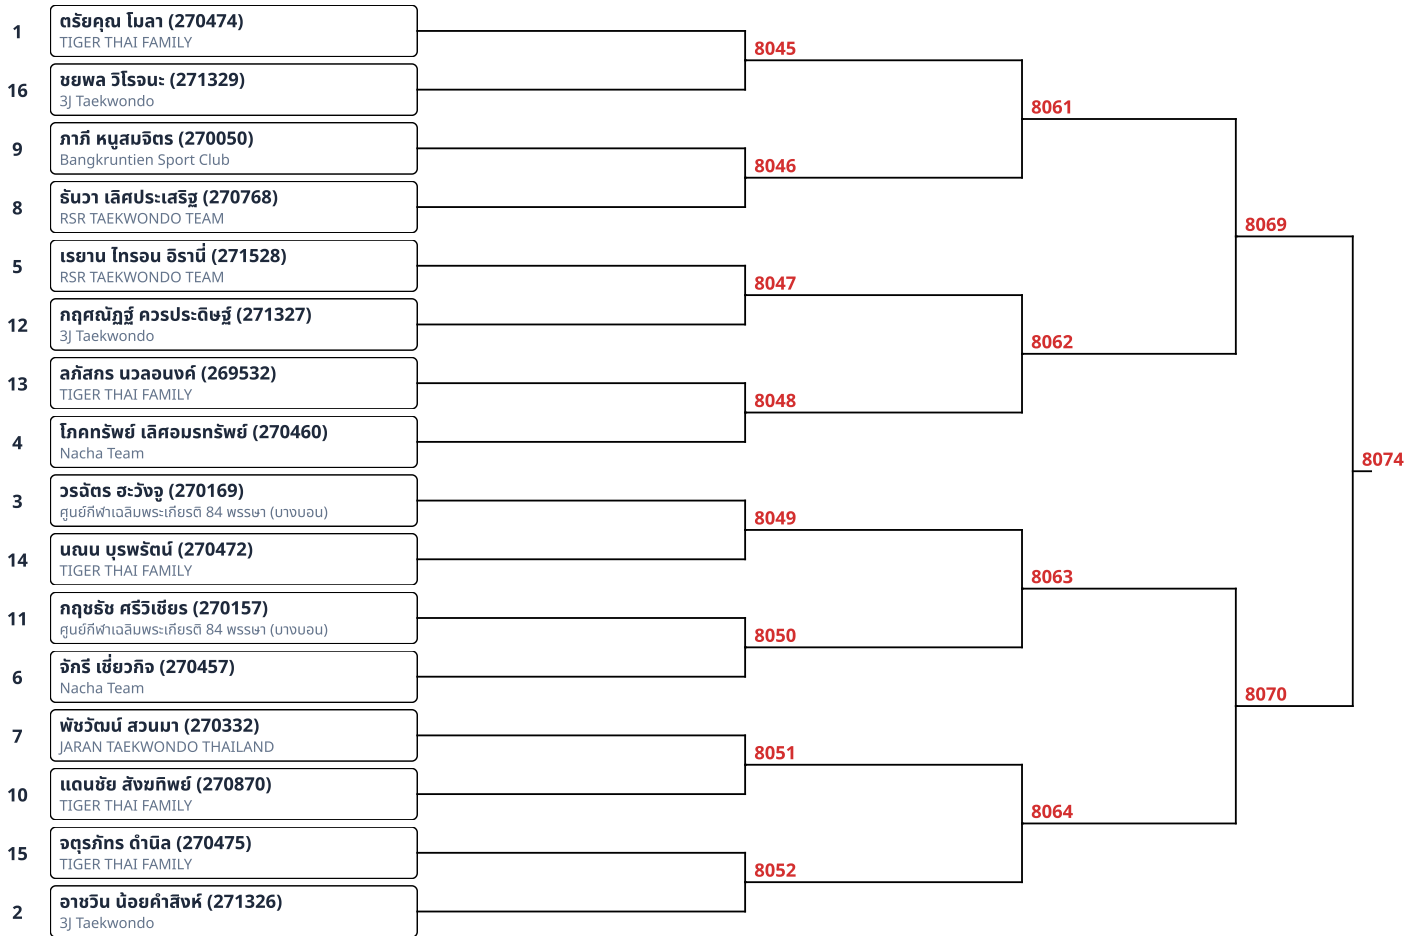 1
ตรัยคุณ โมลา (270474)
TIGER THAI FAMILY
8045
16
ชยพล วิโรจนะ (271329)
3J Taekwondo
8061
9
ภาภี หนูสมจิตร (270050)
Bangkruntien Sport Club
8046
8
ธันวา เลิศประเสริฐ (270768)
RSR TAEKWONDO TEAM
8069
5
เรยาน ไทรอน อิรานี่ (271528)
RSR TAEKWONDO TEAM
8047
12
กฤศณัฏฐ์ ควรประดิษฐ์ (271327)
3J Taekwondo
8062
13
ลภัสกร นวลอนงค์ (269532)
TIGER THAI FAMILY
8048
4
โภคทรัพย์ เลิศอมรทรัพย์ (270460)
Nacha Team
8074
3
วรฉัตร ฮะวังจู (270169)
ศูนย์กีฬาเฉลิมพระเกียรติ 84 พรรษา (บางบอน)
8049
14
นณน บุรพรัตน์ (270472)
TIGER THAI FAMILY
8063
11
กฤชธัช ศรีวิเชียร (270157)
ศูนย์กีฬาเฉลิมพระเกียรติ 84 พรรษา (บางบอน)
8050
6
จักรี เชี่ยวกิจ (270457)
Nacha Team
8070
7
พัชวัฒน์ สวนมา (270332)
JARAN TAEKWONDO THAILAND
8051
10
แดนชัย สังฆทิพย์ (270870)
TIGER THAI FAMILY
8064
15
จตุรภัทร ดำนิล (270475)
TIGER THAI FAMILY
8052
2
อาชวิน น้อยคำสิงห์ (271326)
3J Taekwondo